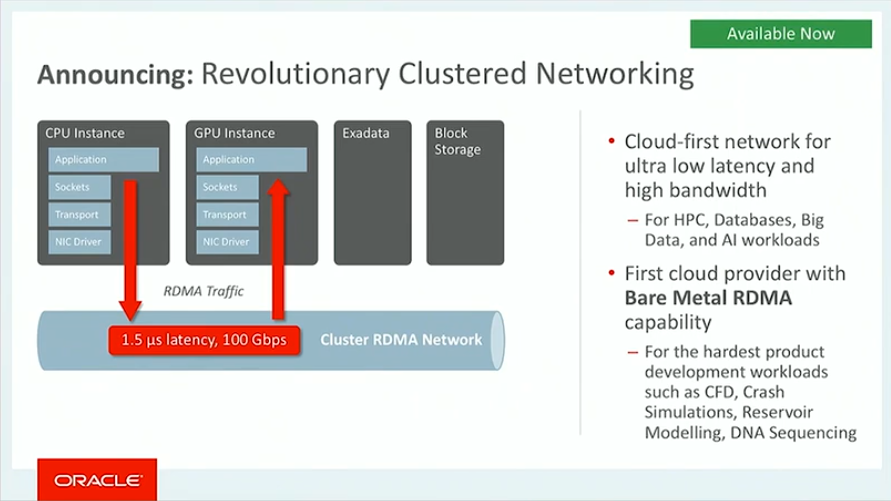 Available Now
Announcing: Revolutionary Clustered Networking
CPU Instance
Application
Sockets
Transport
NIC Driver
GPU Instance
Application
Sockets
Transport
NIC Driver
Exadata
Block
Storage
RDMA Traffic
1.5 µs latency, 100 Gbps
Cluster RDMA Network
• Cloud-first network for
ultra low latency and
high bandwidth
– For HPC, Databases, Big
Data, and AI workloads
• First cloud provider with
Bare Metal RDMA
capability
– For the hardest product
development workloads
such as CFD, Crash
Simulations, Reservoir
Modelling, DNA Sequencing
ORACLE®